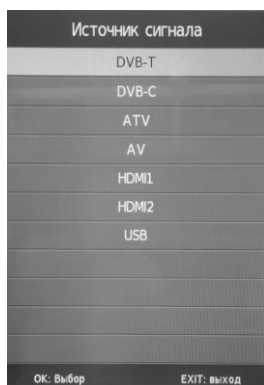 Источник сигнала
DVB-T
DVB-C
ATV
AV
HDMI1
HDMI2
USB
OK: Выбор EXIT: выход